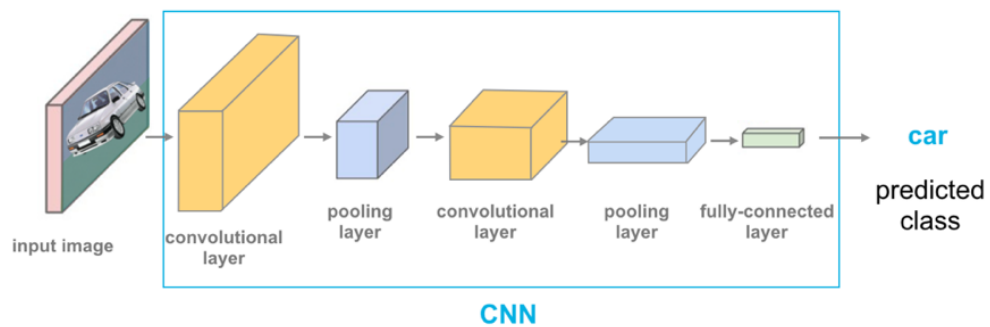 input image
convolutional
layer
pooling
layer
convolutional
layer
pooling
layer
fully-connected
layer
car
predicted
class
CNN